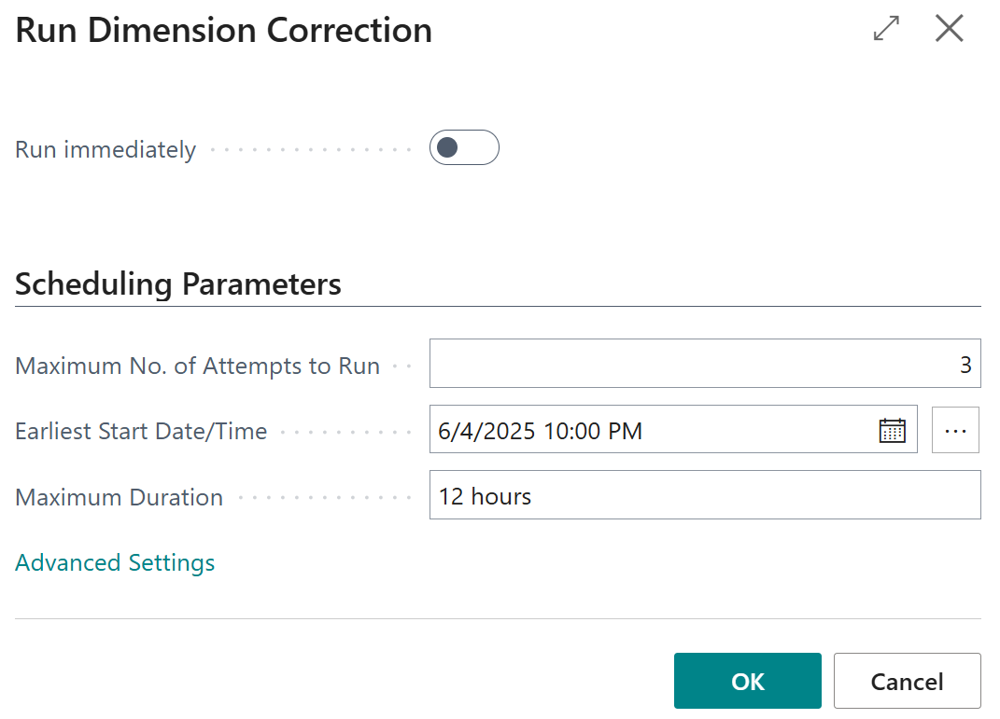 Run Dimension Correction
Run immediately
Scheduling Parameters
Maximum No. of Attempts to Run 3
Earliest Start Date/Time 6/4/2025 10:00 PM ...
Maximum Duration 12 hours
Advanced Settings
OK Cancel